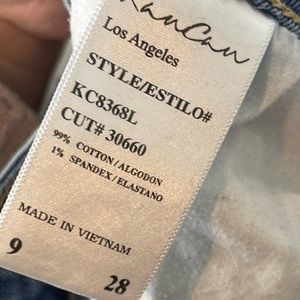 KanCan
Los Angeles
STYLE/ESTILO#
KC8368L
CUT# 30660
99% COTTON/ALGODON
1% SPANDEX/ELASTANO
MADE IN VIETNAM
9 28